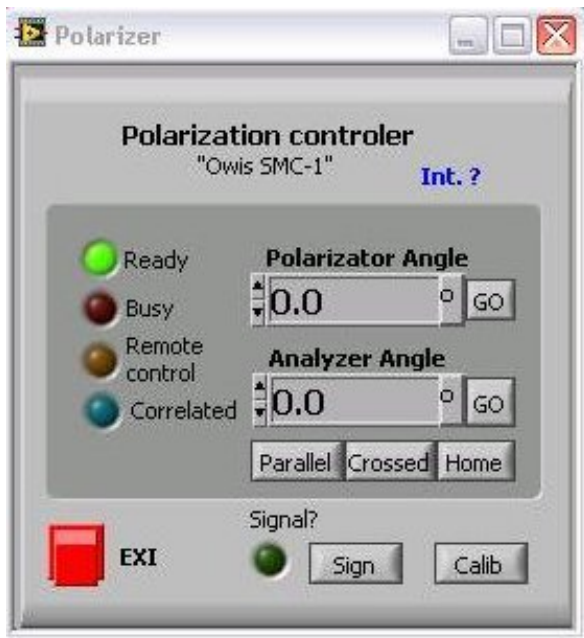 Polarizer
Polarization controler
"Owis SMC-1"
Int. ?
Ready
Polarizator Angle
0.0 ° GO
Busy
Remote
control
Analyzer Angle
0.0 ° GO
Correlated
Parallel Crossed Home
Signal?
EXI
Sign
Calib